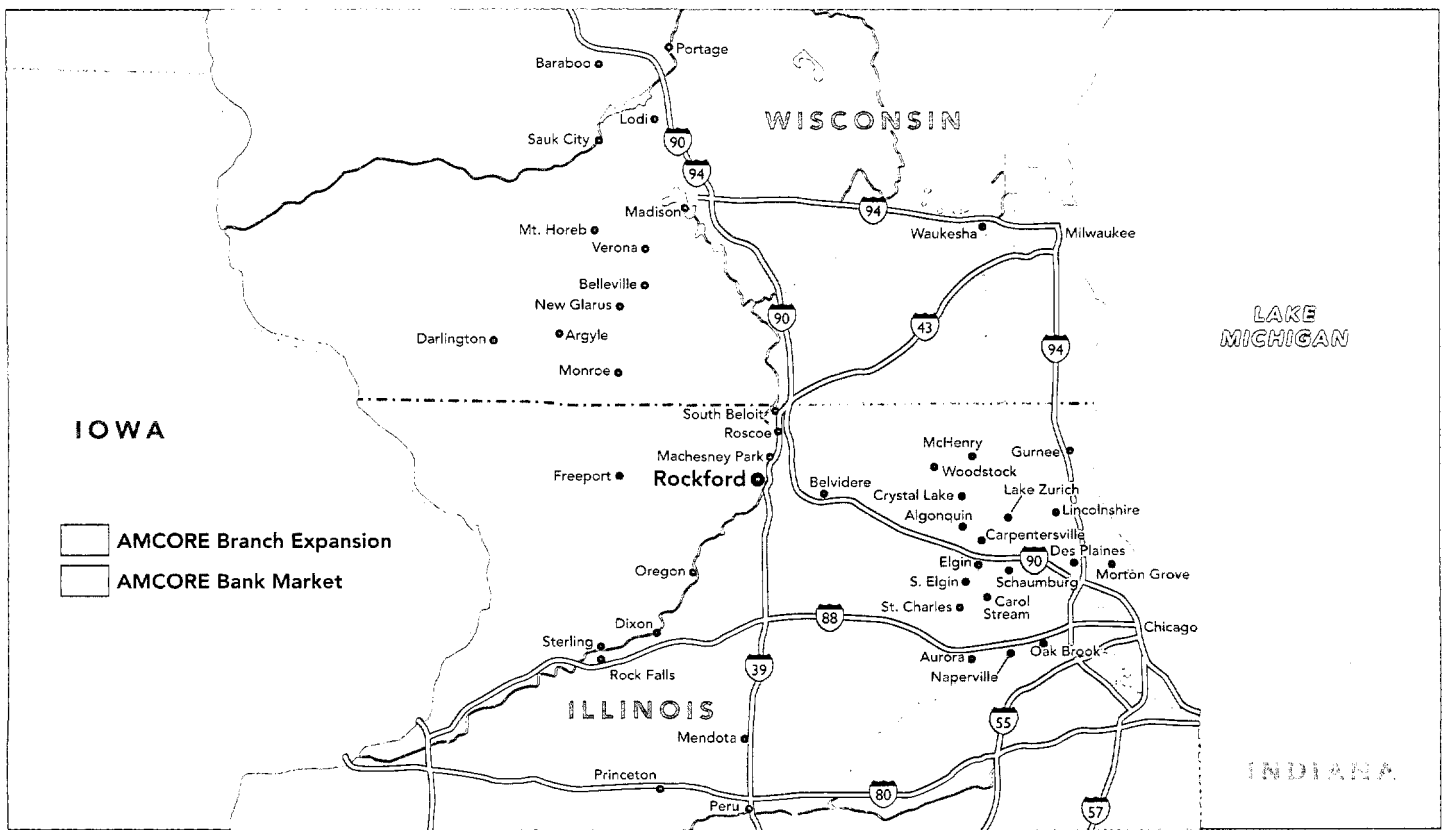 Portage
Baraboo
WISCONSIN
Lodi
Sauk City
90
94
Madison
94
Mt. Horeb
Waukesha
Milwaukee
Verona
Belleville
New Glarus
90
43
LAKE
MICHIGAN
Darlington
Argyle
94
Monroe
South Beloit
IOWA
Roscoe
McHenry
Gurnee
Machesney Park
Woodstock
Freeport
Rockford
Belvidere
Crystal Lake
Lake Zurich
Algonquin
Lincolnshire
AMCORE Branch Expansion
Carpentersville
Des Plaines
Elgin
90
AMCORE Bank Market
Oregon
S. Elgin
Schaumburg
Morton Grove
St. Charles
Carol
Stream
Dixon
88
Chicago
Sterling
Aurora
Oak Brook
Rock Falls
39
Naperville
ILLINOIS
55
Mendota
INDIANA
Princeton
80
Peru
57